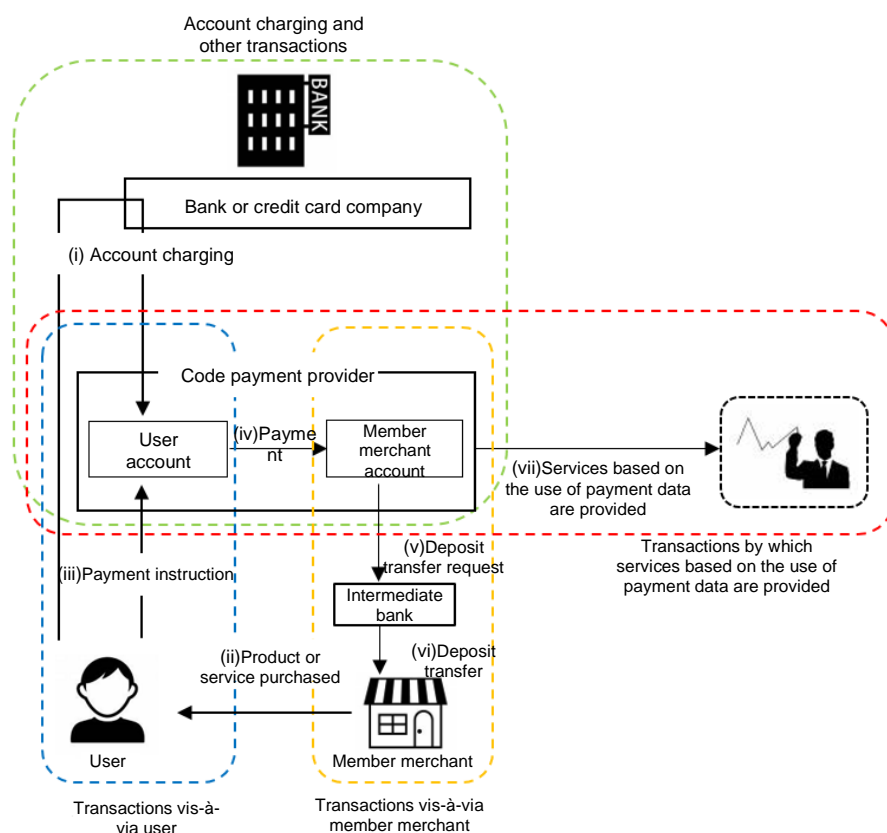 Account charging and
other transactions
BANK
Bank or credit card company
(i) Account charging
Code payment provider
User
account
(iv)Payme
nt
Member
merchant
account
(vii)Services based on
the use of payment data
are provided
(iii)Payment instruction
(v)Deposit
transfer request
Transactions by which
services based on the use of
payment data are provided
Intermediate
bank
(ii)Product or
service purchased
(vi)Deposit
transfer
User
Member merchant
Transactions vis-à-
via user
Transactions vis-à-via
member merchant